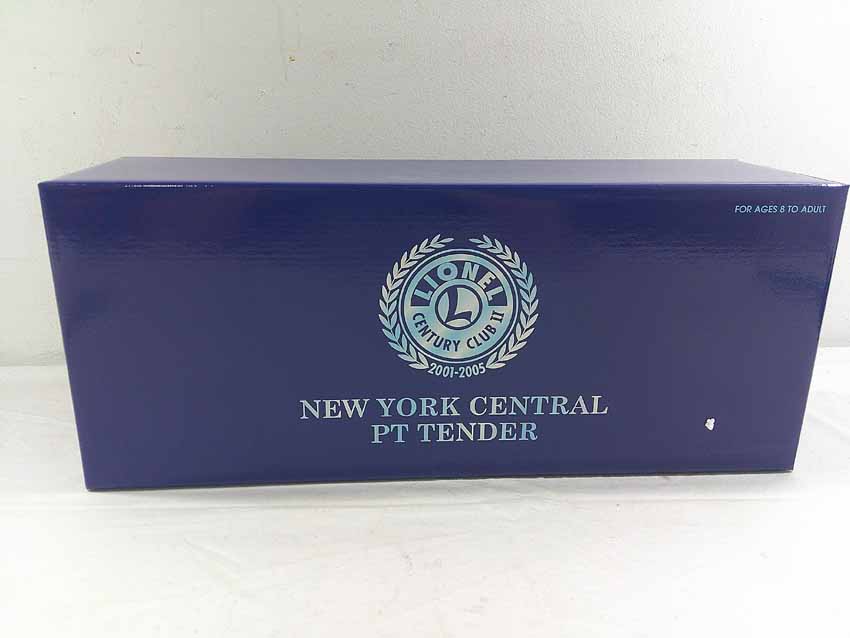 FOR AGES 8 TO ADULT
LIONEL
L
CENTURY CLUB II
2001-2005
NEW YORK CENTRAL
PT TENDER